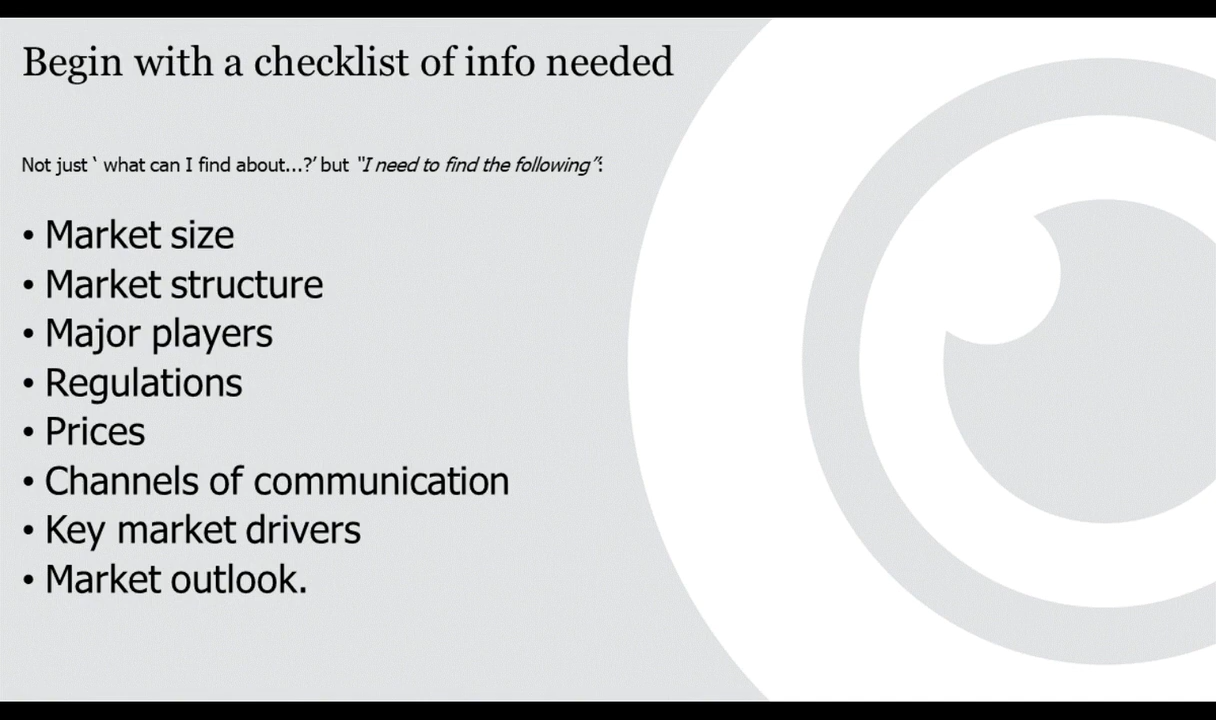 Begin with a checklist of info needed
Not just ‘ what can I find about...?’ but “I need to find the following”:
• Market size
• Market structure
• Major players
• Regulations
• Prices
• Channels of communication
• Key market drivers
• Market outlook.